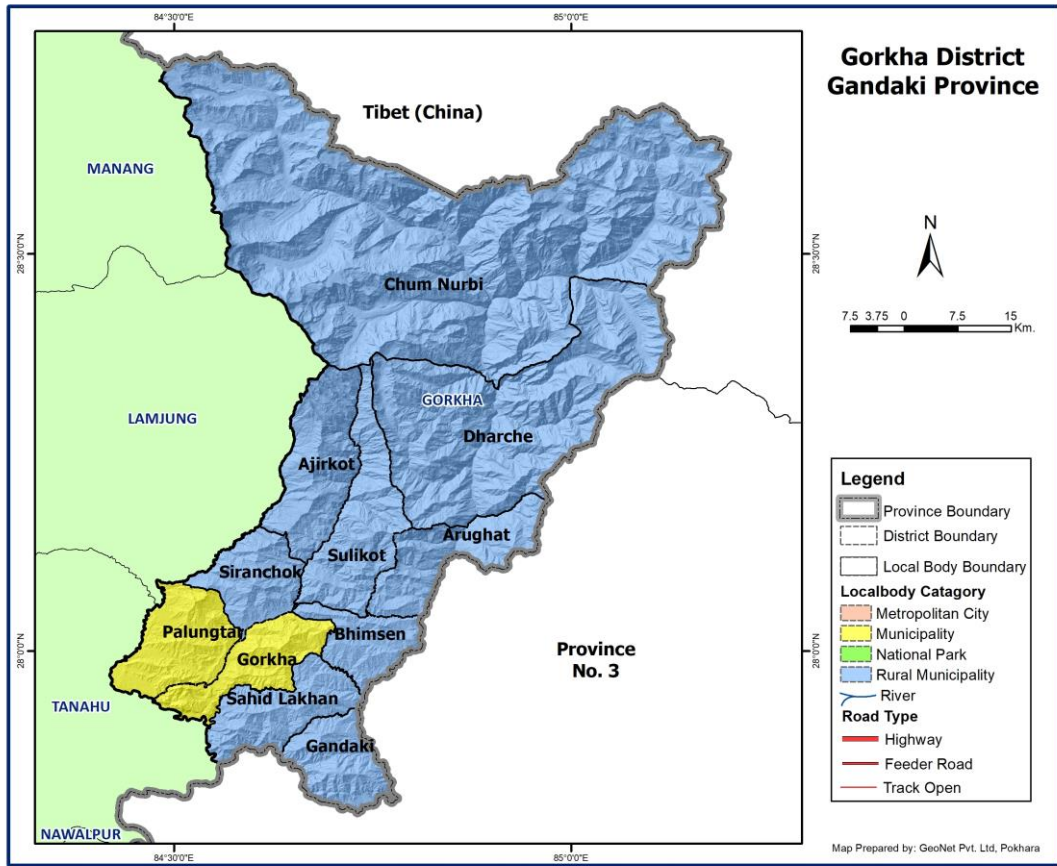 84°30'0"E
85°0'0"E
Gorkha District
Gandaki Province
Tibet (China)
MANANG
N
28°30'0"N
28°30'0"N
Chum Nurbi
7.5 3.75 0 7.5 15
Km.
GORKHA
LAMJUNG
Dharche
Ajirkot
Legend
Province Boundary
District Boundary
Local Body Boundary
Localbody Catagory
Metropolitan City
Municipality
National Park
Rural Municipality
River
Road Type
Highway
Feeder Road
Track Open
Arughat
Sulikot
Siranchok
Palungtar
Bhimsen
Gorkha
Province
No. 3
28°0'0"N
28°0'0"N
Sahid Lakhan
TANAHU
Gandaki
NAWALPUR
84°30'0"E
85°0'0"E
Map Prepared by: GeoNet Pvt. Ltd, Pokhara